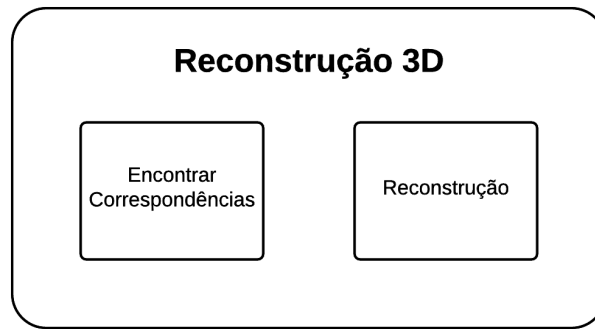 Reconstrução 3D
Encontrar
Correspondências
Reconstrução